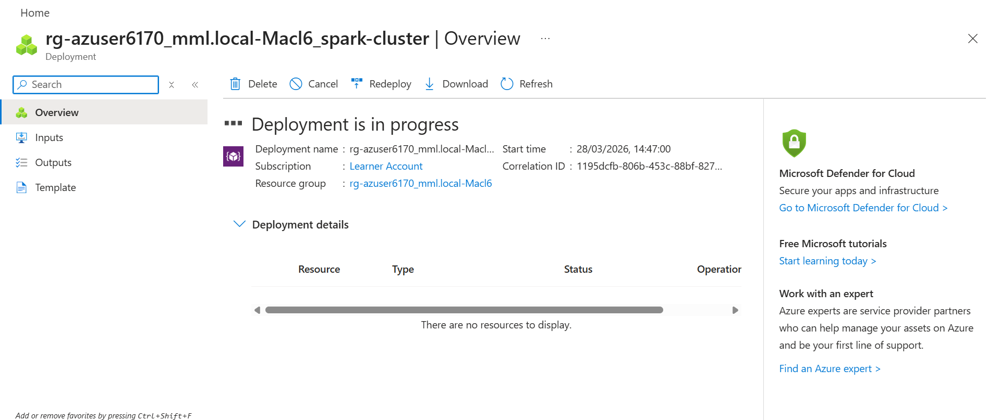 Home
rg-azuser6170_mml.local-Macl6_spark-cluster | Overview ...
Deployment
Search
Overview
Inputs
Outputs
Template
Add or remove favorites by pressing Ctrl+Shift+F
Delete Cancel Redeploy Download Refresh
Deployment is in progress
Deployment name : rg-azuser6170_mml.local-Macl...
Subscription : Learner Account
Resource group : rg-azuser6170_mml.local-Macl6
Start time : 28/03/2026, 14:47:00
Correlation ID : 1195dcfb-806b-453c-88bf-827...
Deployment details
Resource Type Status Operation
There are no resources to display.
Microsoft Defender for Cloud
Secure your apps and infrastructure
Go to Microsoft Defender for Cloud >
Free Microsoft tutorials
Start learning today >
Work with an expert
Azure experts are service provider partners
who can help manage your assets on Azure
and be your first line of support.
Find an Azure expert >